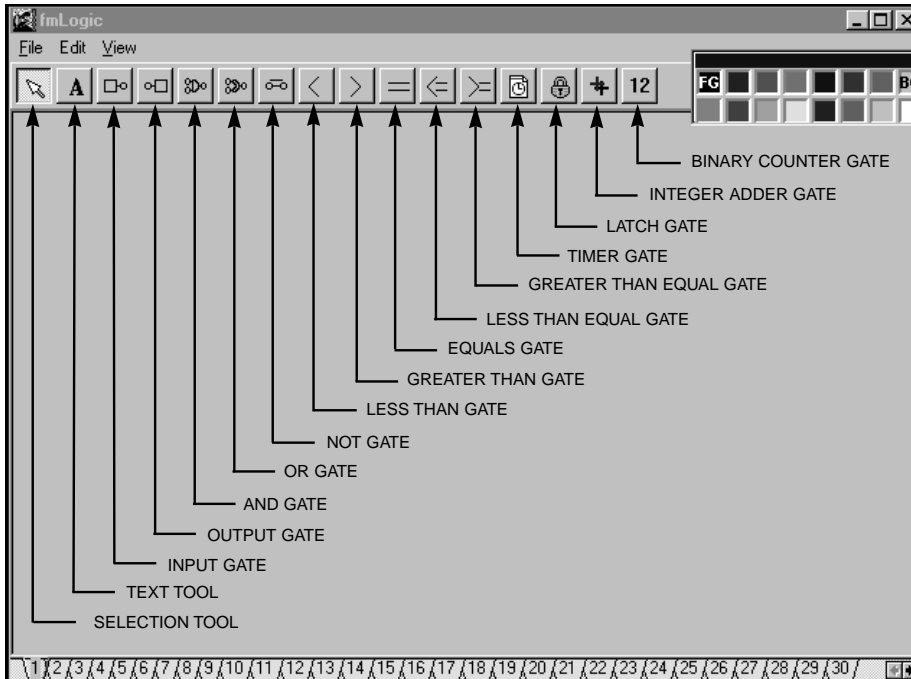 fmLogic
File Edit View
A < > = <= >= 12
FG
BINARY COUNTER GATE
INTEGER ADDER GATE
LATCH GATE
TIMER GATE
GREATER THAN EQUAL GATE
LESS THAN EQUAL GATE
EQUALS GATE
GREATER THAN GATE
LESS THAN GATE
NOT GATE
OR GATE
AND GATE
OUTPUT GATE
INPUT GATE
TEXT TOOL
SELECTION TOOL
1 2 3 4 5 6 7 8 9 10 11 12 13 14 15 16 17 18 19 20 21 22 23 24 25 26 27 28 29 30